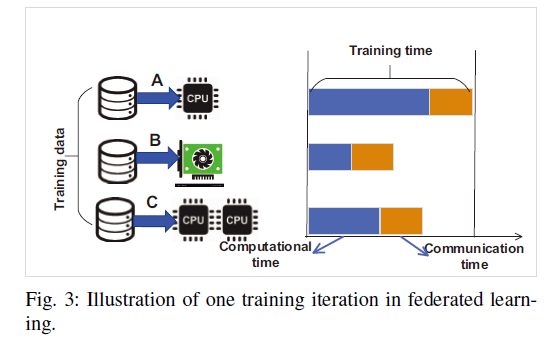 Training time
A
CPU
B
Training data
C
CPU
CPU
Computational
time
Communication
time
Fig. 3: Illustration of one training iteration in federated learn-
ing.